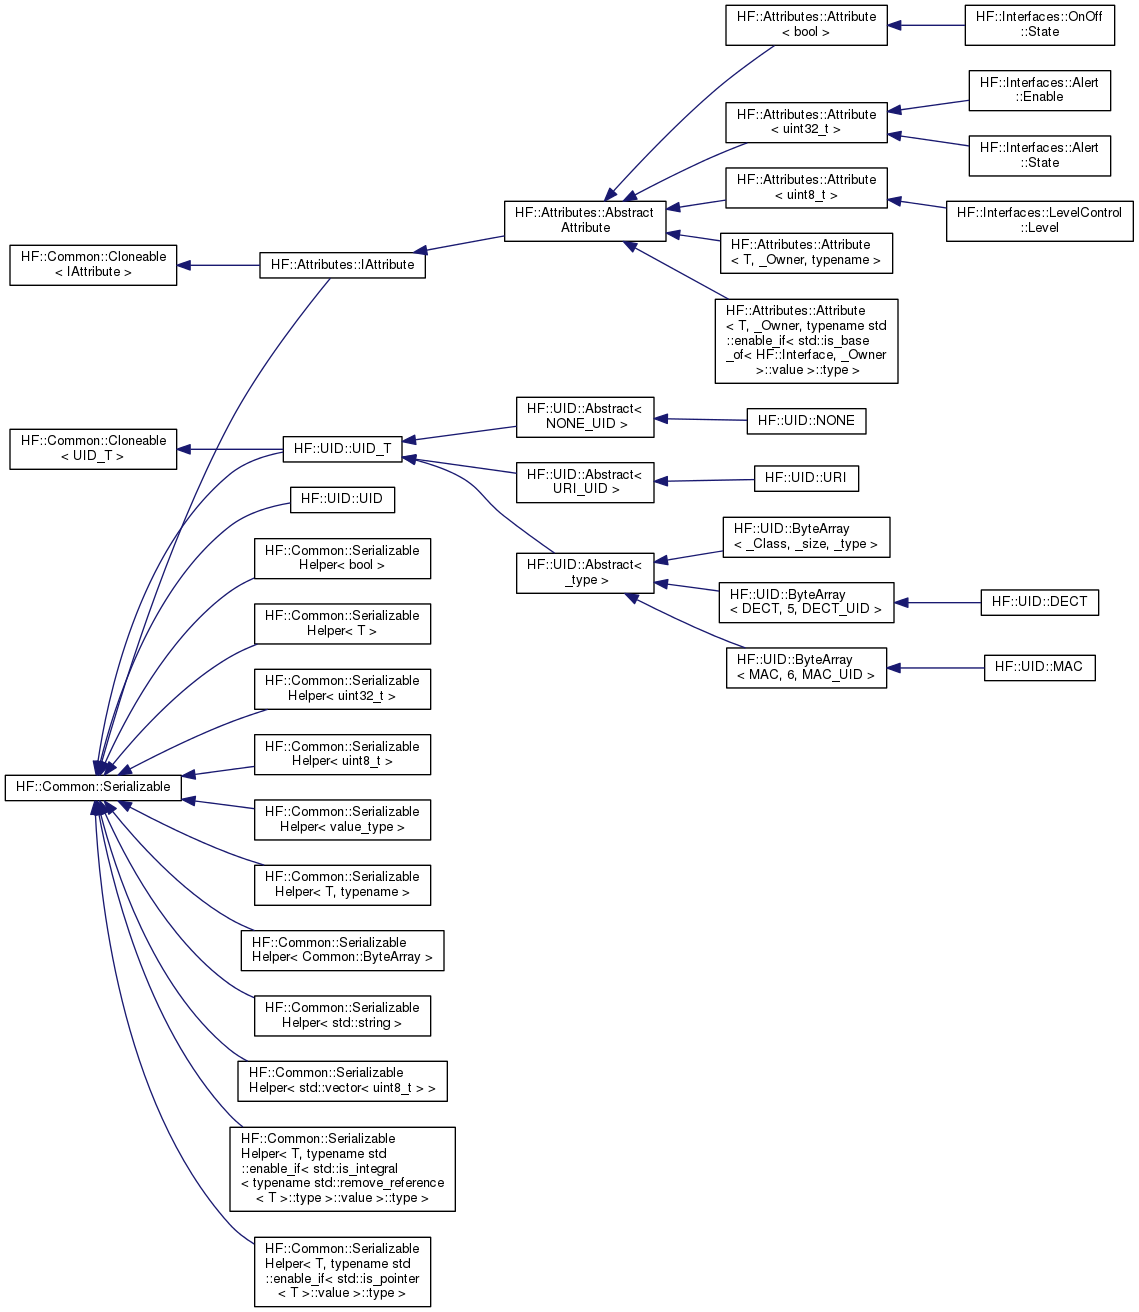 HF::Attributes::Attribute
< bool >
HF::Interfaces::OnOff
::State
HF::Interfaces::Alert
::Enable
HF::Attributes::Attribute
< uint32_t >
HF::Interfaces::Alert
::State
HF::Attributes::Attribute
< uint8_t >
HF::Interfaces::LevelControl
::Level
HF::Attributes::Abstract
Attribute
HF::Attributes::Attribute
< T, _Owner, typename >
HF::Common::Cloneable
< IAttribute >
HF::Attributes::IAttribute
HF::Attributes::Attribute
< T, _Owner, typename std
::enable_if< std::is_base
_of< HF::Interface, _Owner
>::value >::type >
HF::UID::Abstract<
NONE_UID >
HF::UID::NONE
HF::Common::Cloneable
< UID_T >
HF::UID::UID_T
HF::UID::Abstract<
URI_UID >
HF::UID::URI
HF::UID::UID
HF::UID::ByteArray
< _Class, _size, _type >
HF::Common::Serializable
Helper< bool >
HF::UID::Abstract<
_type >
HF::UID::ByteArray
< DECT, 5, DECT_UID >
HF::UID::DECT
HF::Common::Serializable
Helper< T >
HF::UID::ByteArray
< MAC, 6, MAC_UID >
HF::UID::MAC
HF::Common::Serializable
Helper< uint32_t >
HF::Common::Serializable
Helper< uint8_t >
HF::Common::Serializable
HF::Common::Serializable
Helper< value_type >
HF::Common::Serializable
Helper< T, typename >
HF::Common::Serializable
Helper< Common::ByteArray >
HF::Common::Serializable
Helper< std::string >
HF::Common::Serializable
Helper< std::vector< uint8_t > >
HF::Common::Serializable
Helper< T, typename std
::enable_if< std::is_integral
< typename std::remove_reference
< T >::type >::value >::type >
HF::Common::Serializable
Helper< T, typename std
::enable_if< std::is_pointer
< T >::value >::type >